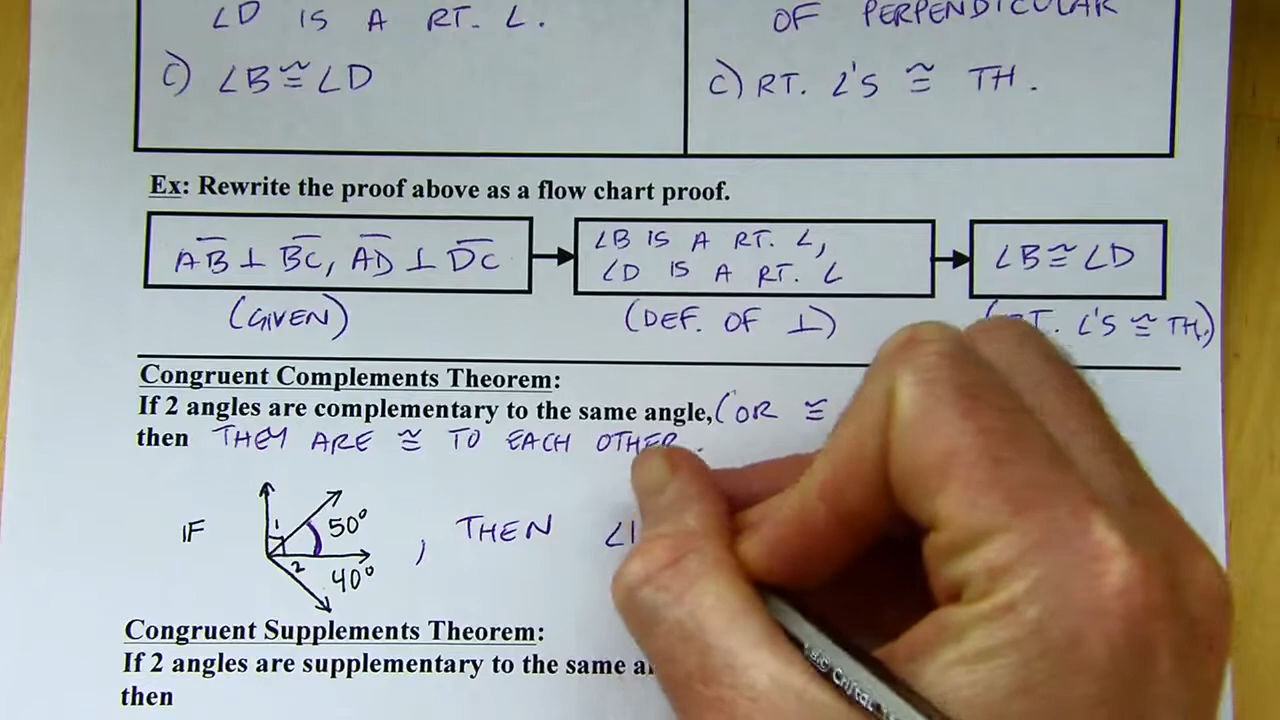 ∠D IS A RT. ∠.
OF PERPENDICULAR
C) ∠B≅∠D
C) RT. ∠'S ≅ TH.
Ex: Rewrite the proof above as a flow chart proof.
AB ⊥ BC, AD ⊥ DC
∠B IS A RT. ∠,
∠D IS A RT. ∠
∠B≅∠D
(GIVEN)
(DEF. OF ⊥)
∠'S ≅ TH.)
Congruent Complements Theorem:
If 2 angles are complementary to the same angle, (OR ≅
then THEY ARE ≅ TO EACH OTHER.
IF 1 50° 2 40° , THEN ∠1
Congruent Supplements Theorem:
If 2 angles are supplementary to the same
then